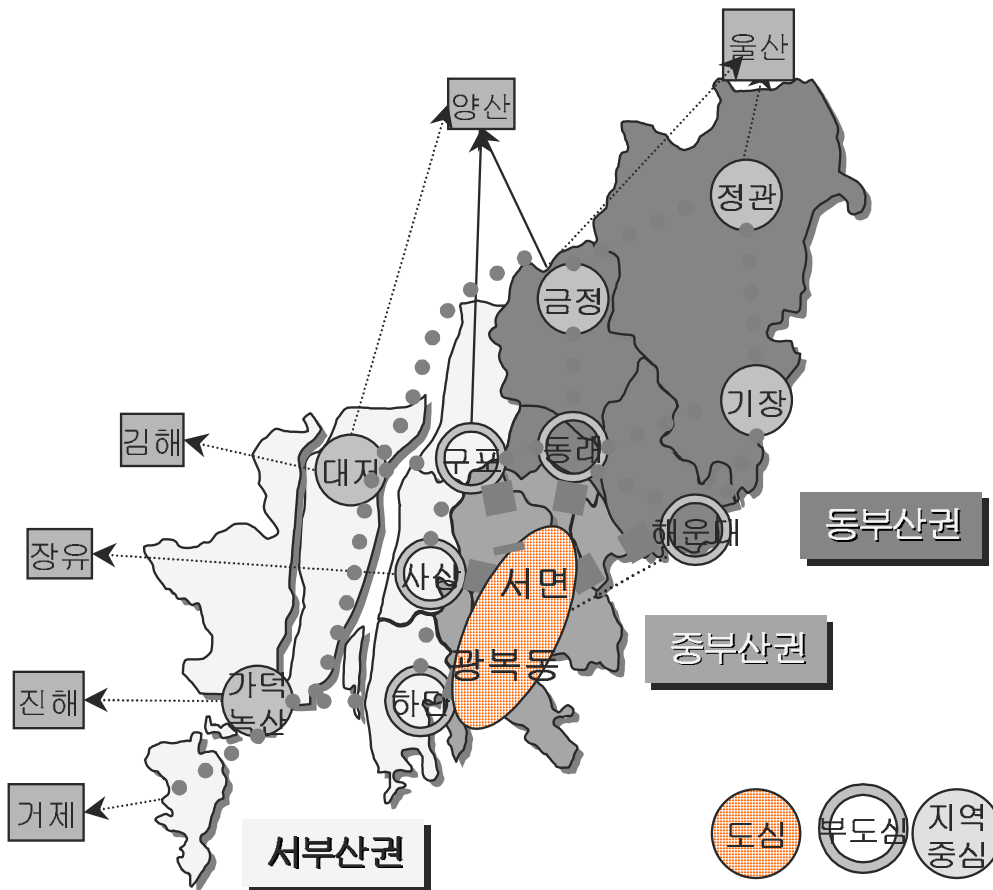 울산
양산
정관
금정
기장
김해
대저
구포
동래
해운대
동부산권
장유
사상
서면
중부산권
광복동
진해
가덕
녹산
하단
거제
서부산권
도심
부도심
지역
중심